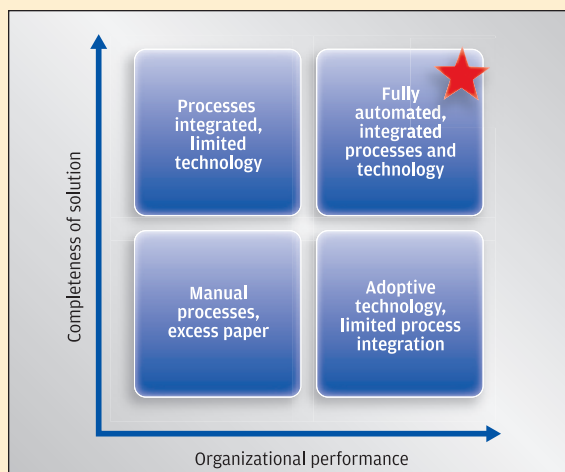 Completeness of solution
Processes
integrated,
limited
technology
Fully
automated,
integrated
processes and
technology
Manual
processes,
excess paper
Adoptive
technology,
limited process
integration
Organizational performance